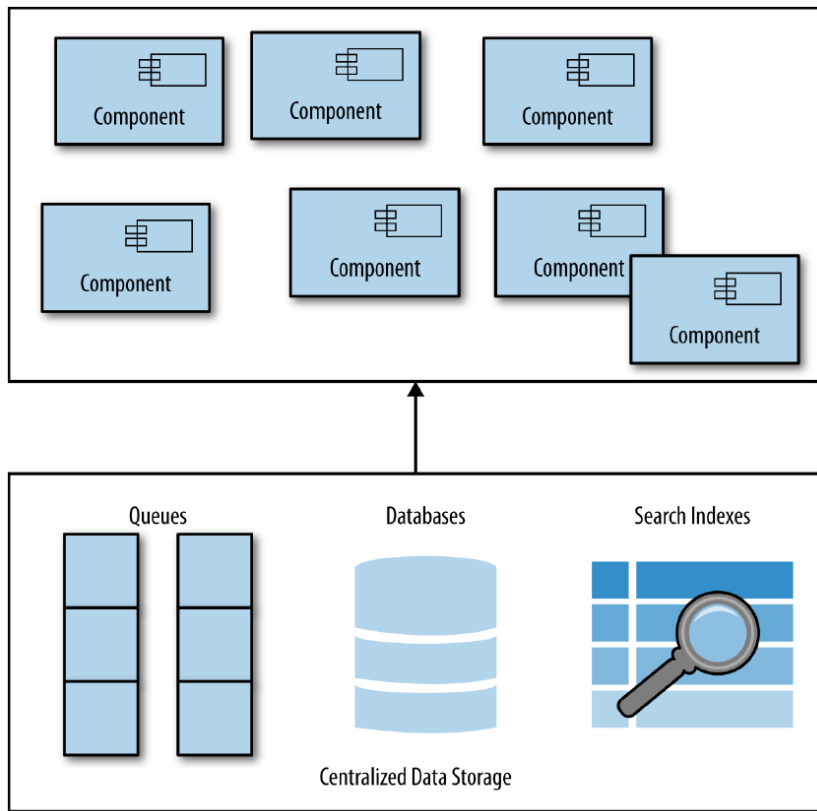 Component
Component
Component
Component
Component
Component
Component
Queues
Databases
Search Indexes
Centralized Data Storage